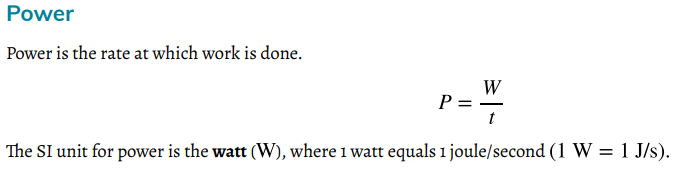 Power
Power is the rate at which work is done.
P = W/t
The SI unit for power is the watt (W), where 1 watt equals 1 joule/second (1 W = 1 J/s).